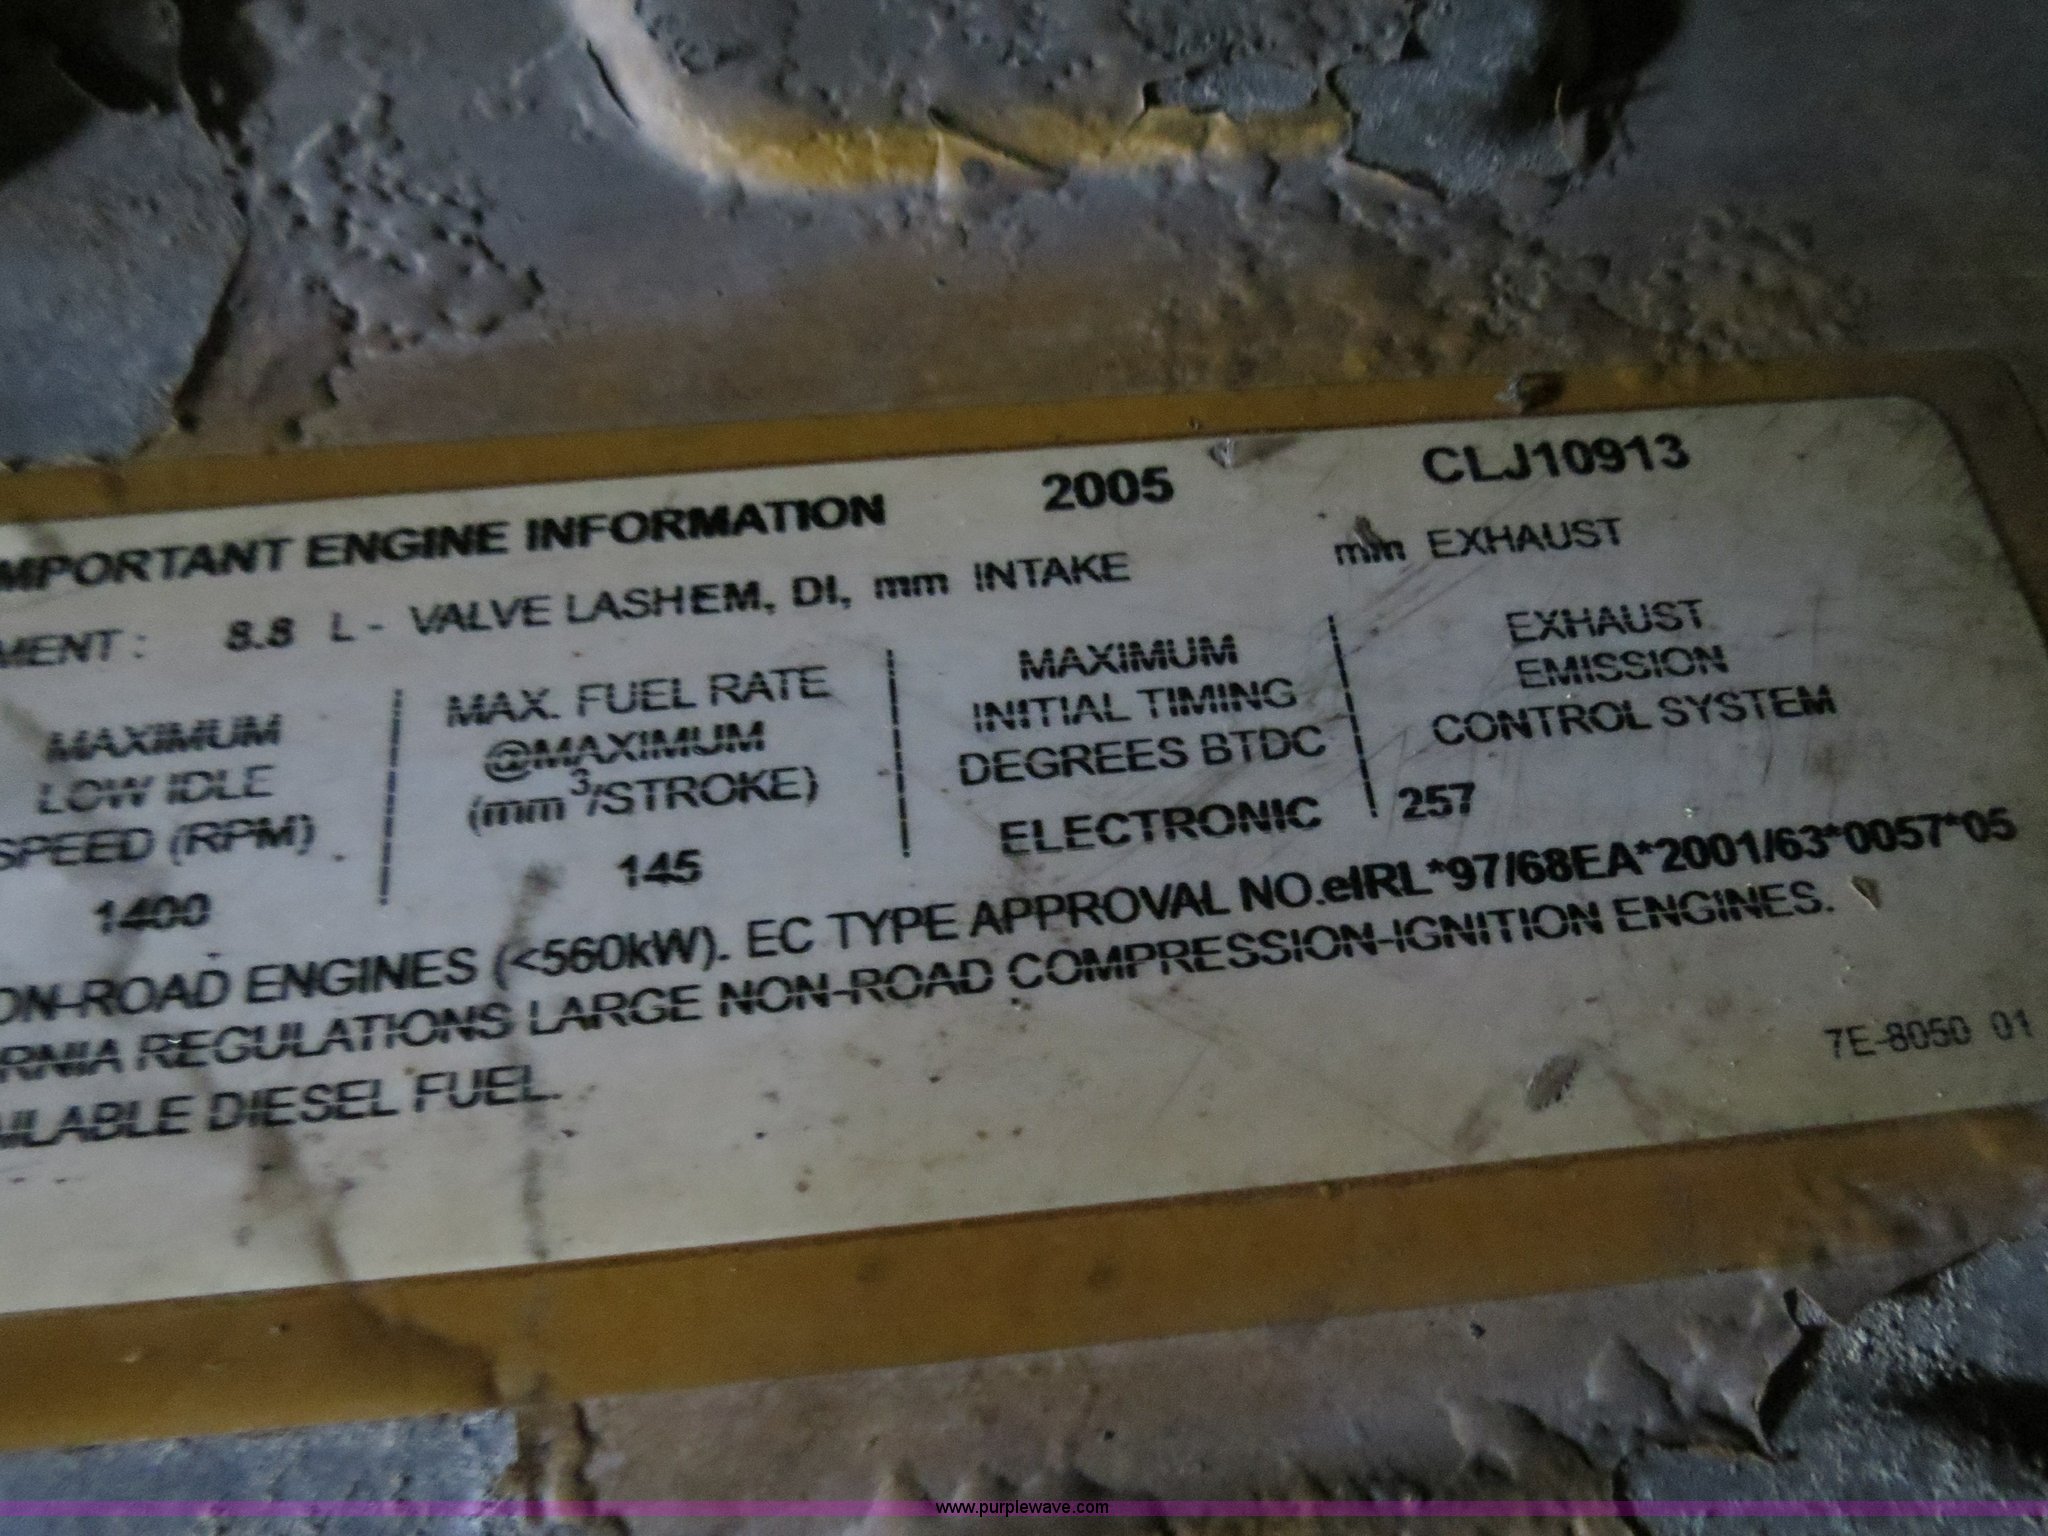 MPORTANT ENGINE INFORMATION 2005 CLJ10913
MENT : 8.8 L - VALVE LASHEM, DI, mm INTAKE mm EXHAUST
MAXIMUM LOW IDLE SPEED (RPM)
1400
MAX. FUEL RATE @MAXIMUM (mm³/STROKE)
145
MAXIMUM INITIAL TIMING DEGREES BTDC
ELECTRONIC
EXHAUST EMISSION CONTROL SYSTEM
257
ON-ROAD ENGINES (<560kW). EC TYPE APPROVAL NO.eIRL*97/68EA*2001/63*0057*05
RNIA REGULATIONS LARGE NON-ROAD COMPRESSION-IGNITION ENGINES.
AILABLE DIESEL FUEL.
7E-8050 01
www.purplewave.com